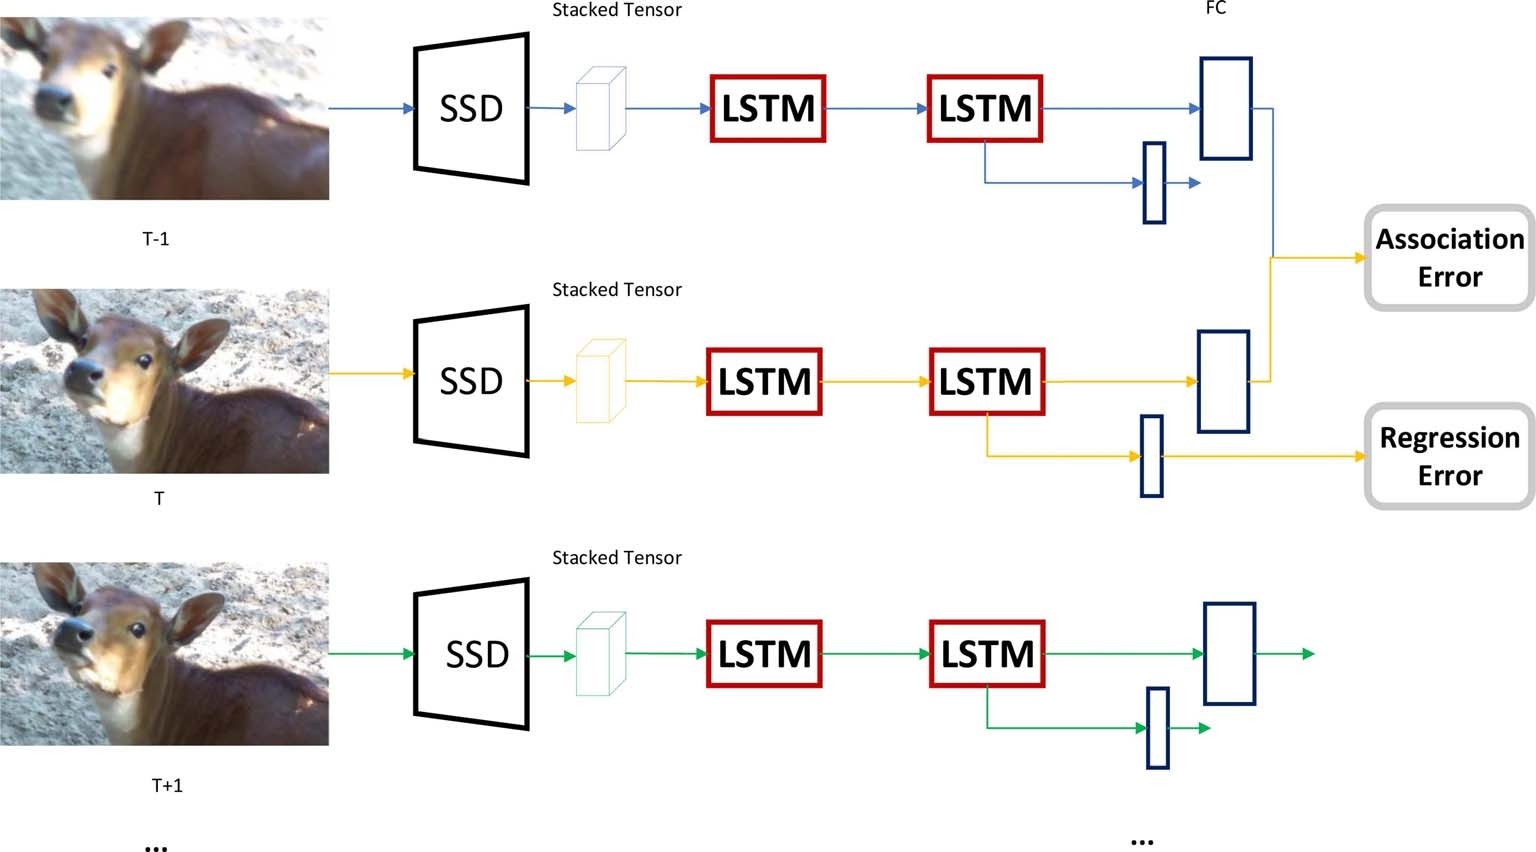 Stacked Tensor
FC
SSD
LSTM
LSTM
T-1
Association
Error
Stacked Tensor
SSD
LSTM
LSTM
Regression
Error
T
Stacked Tensor
SSD
LSTM
LSTM
T+1
...
...